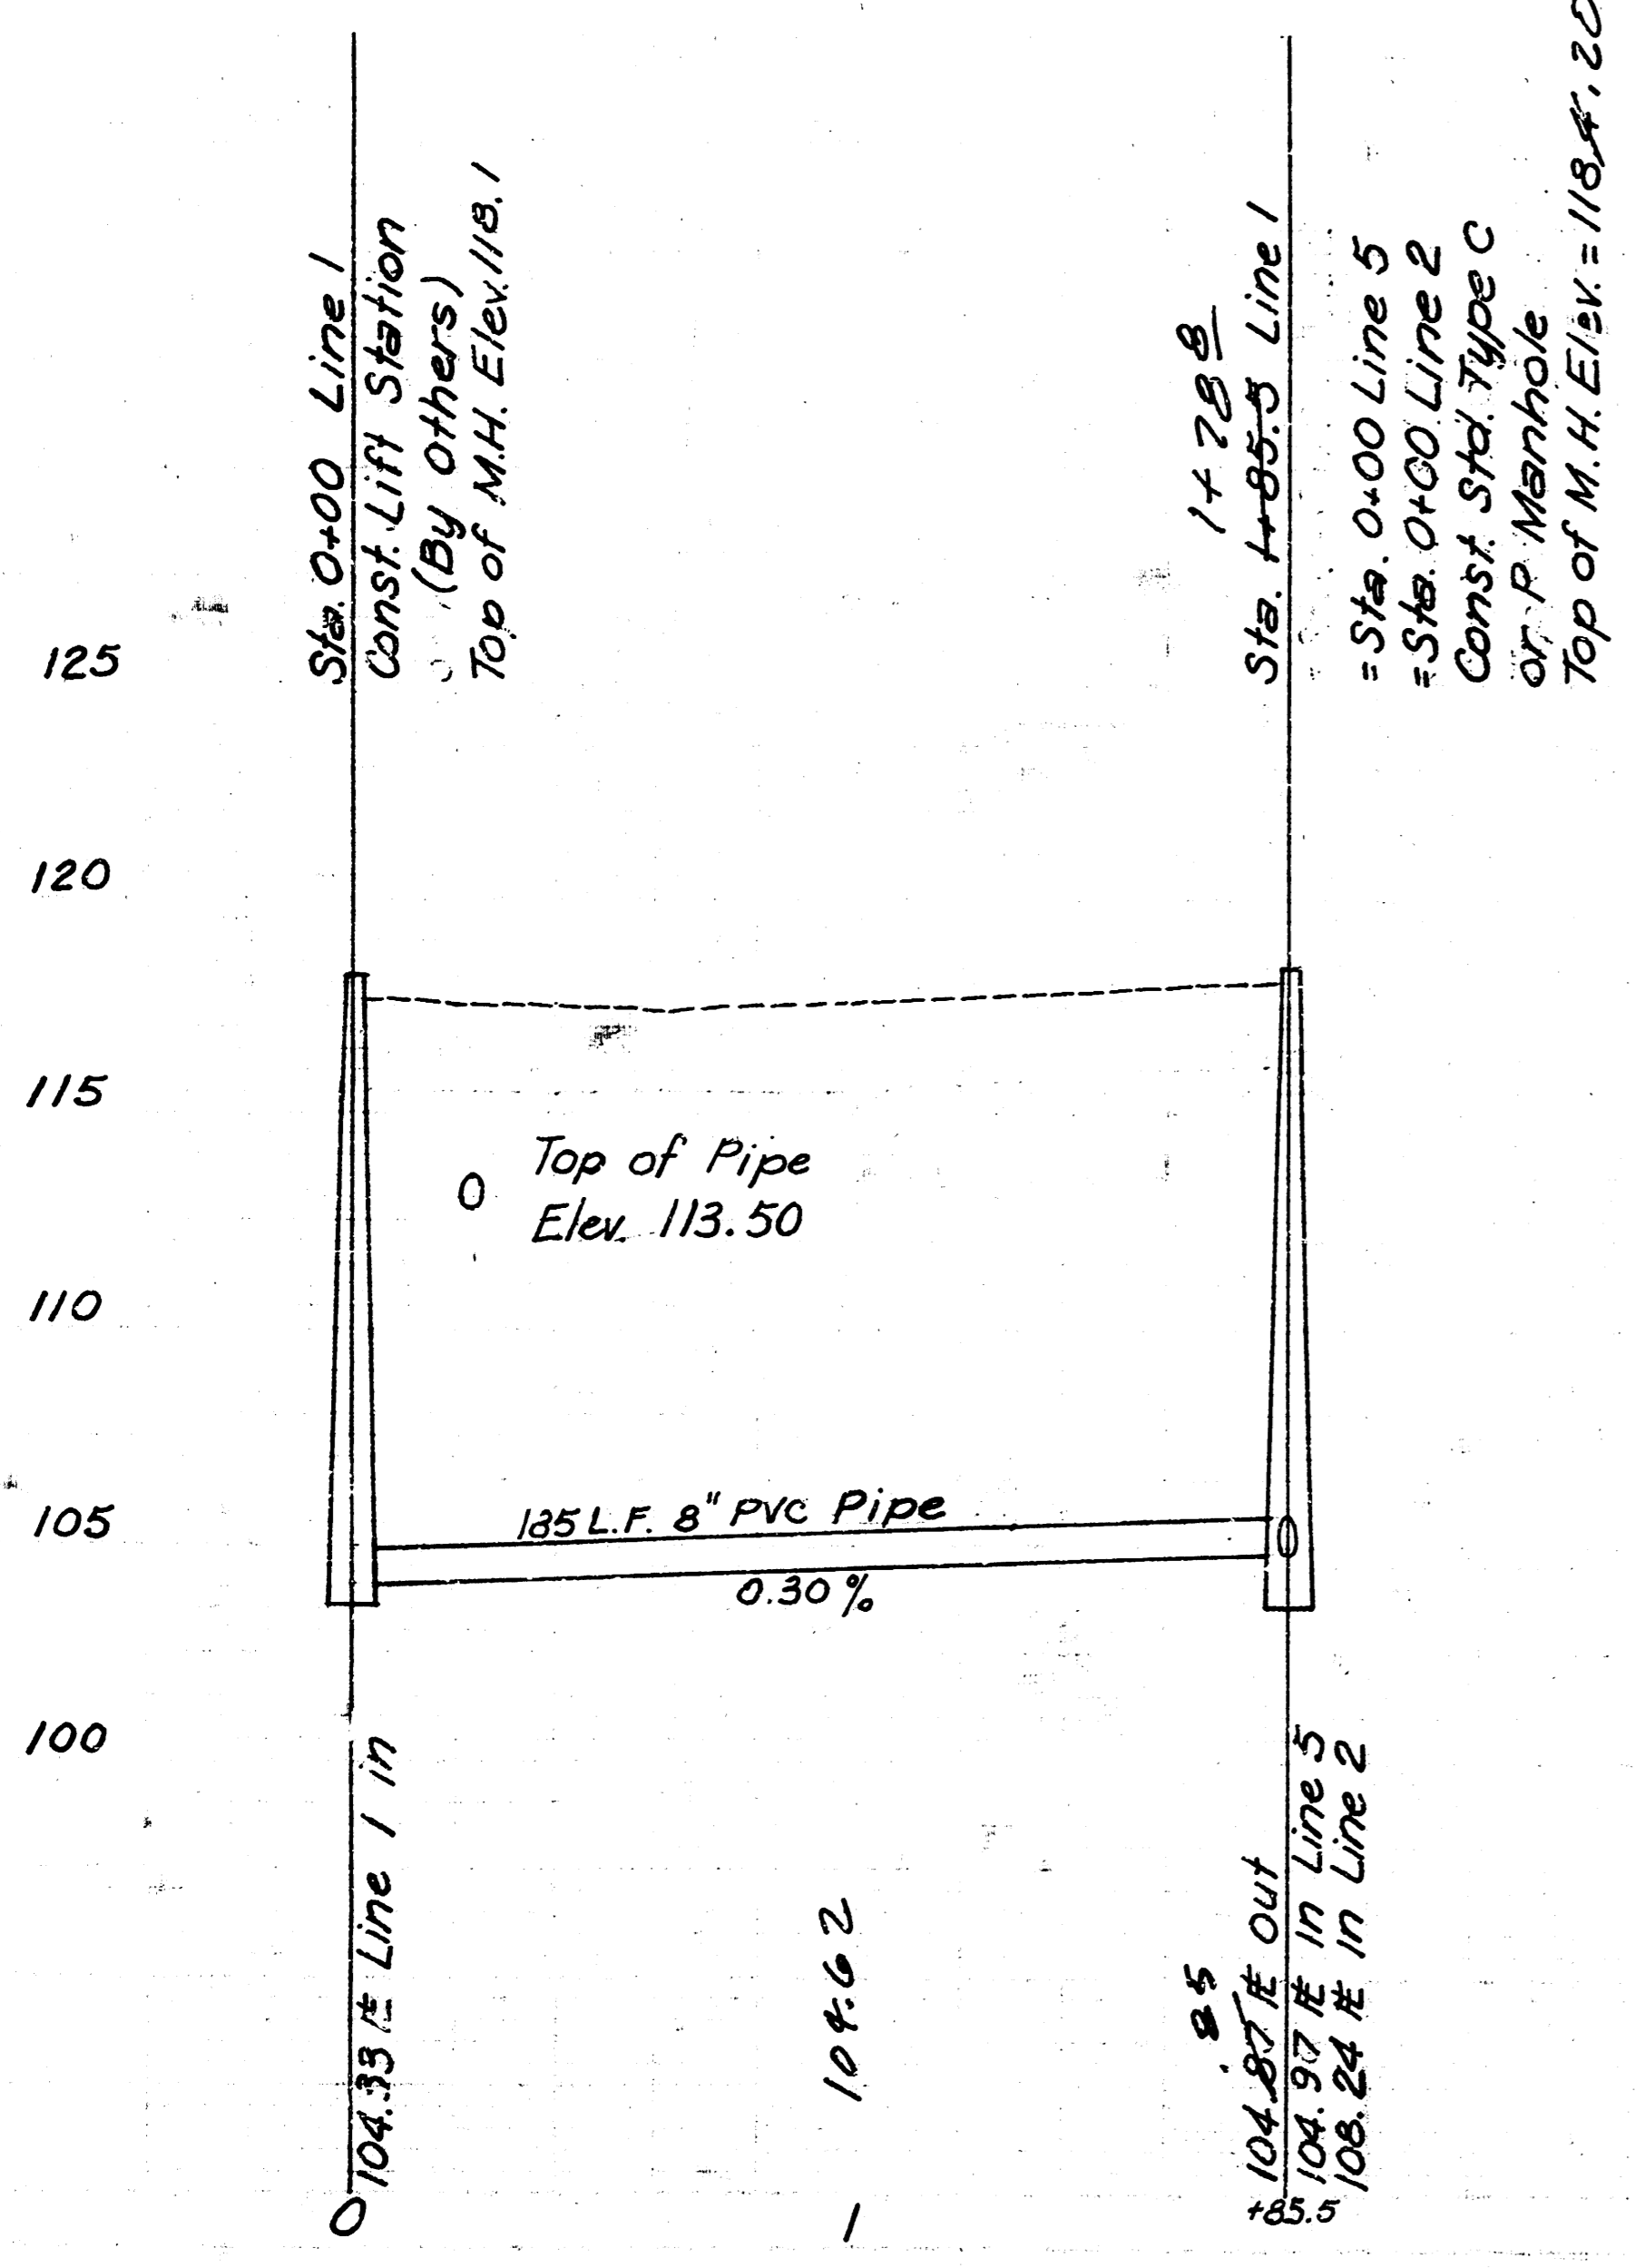 Sta. 0+00 Line 1
Const. Lift Station
(By Others)
Top of M.H. Elev. 118.1
1+788
Sta. 1+85.5 Line 1
= Sta. 0+00 Line 5
= Sta. 0+00 Line 2
Const. Std. Type C
or P Manhole
Top of M.H. Elev. = 118.4.20
125
120
115
110
105
100
Top of Pipe
Elev. 113.50
185 L.F. 8" PVC Pipe
0.30%
104.33 ℄ Line 1 in
104.62
.85
104.87 ℄ out
104.97 ℄ in Line 5
108.24 ℄ in Line 2
0
1
+85.5